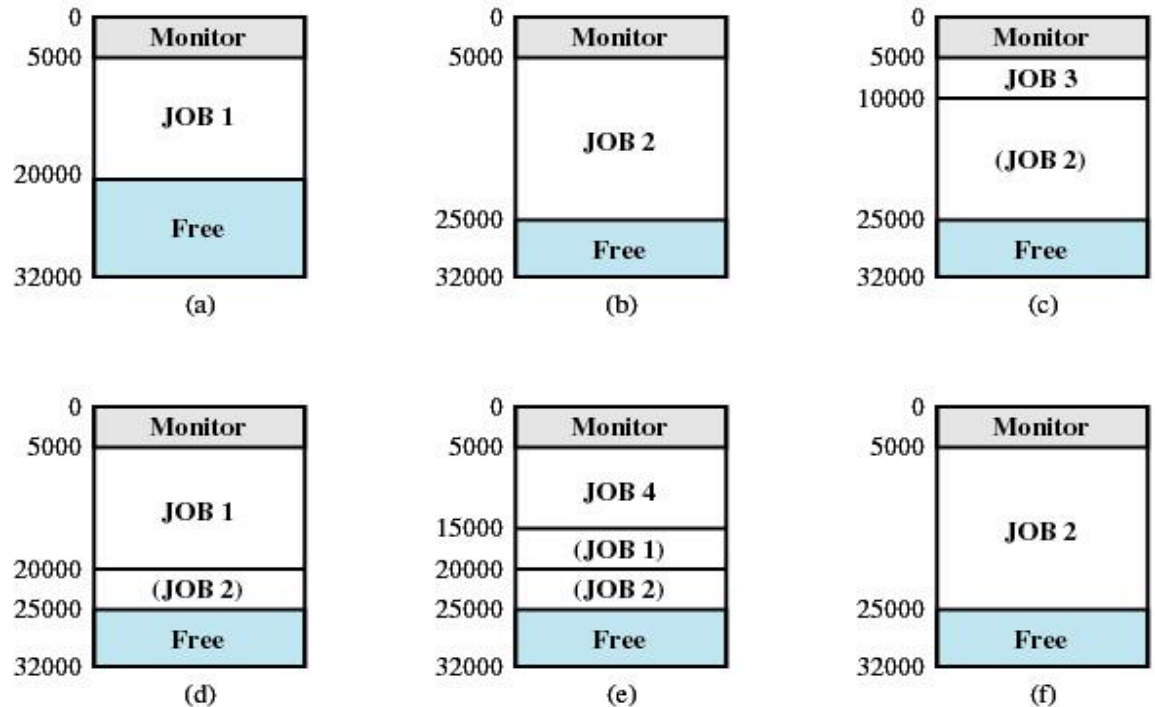 0
Monitor
5000
JOB 1
20000
Free
32000
(a)
0
Monitor
5000
JOB 2
25000
Free
32000
(b)
0
Monitor
5000
JOB 3
10000
(JOB 2)
25000
Free
32000
(c)
0
Monitor
5000
JOB 1
20000
(JOB 2)
25000
Free
32000
(d)
0
Monitor
5000
JOB 4
15000
(JOB 1)
20000
(JOB 2)
25000
Free
32000
(e)
0
Monitor
5000
JOB 2
25000
Free
32000
(f)